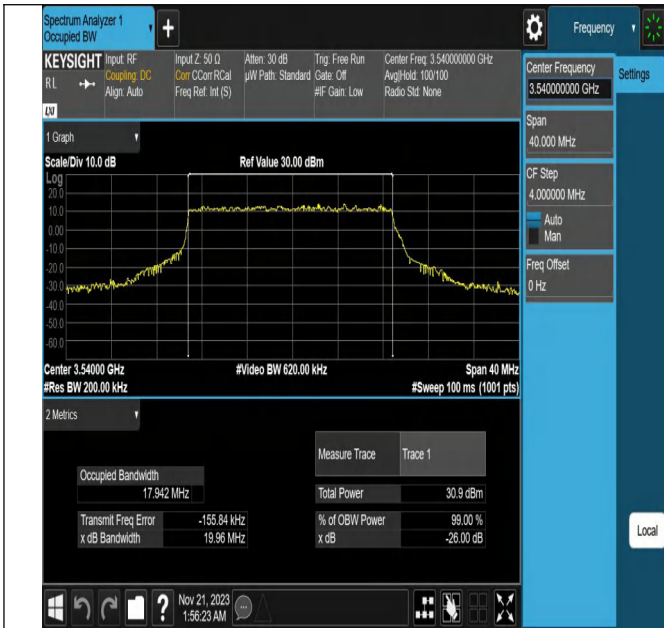 Spectrum Analyzer 1
Occupied BW
Frequency
KEYSIGHT
RL
LXI
Input: RF
Coupling: DC
Align: Auto
Input Z: 50 Ω
Corr CCorr RCal
Freq Ref: Int (S)
Atten: 30 dB
µW Path: Standard
Trig: Free Run
Gate: Off
#IF Gain: Low
Center Freq: 3.540000000 GHz
Avg|Hold: 100/100
Radio Std: None
Center Frequency
3.540000000 GHz
Settings
Span
40.000 MHz
CF Step
4.000000 MHz
Auto
Man
Freq Offset
0 Hz
1 Graph
Scale/Div 10.0 dB
Ref Value 30.00 dBm
Log
20.0
10.0
0.00
-10.0
-20.0
-30.0
-40.0
-50.0
-60.0
Center 3.54000 GHz
#Video BW 620.00 kHz
Span 40 MHz
#Res BW 200.00 kHz
#Sweep 100 ms (1001 pts)
2 Metrics
Measure Trace Trace 1
Occupied Bandwidth
17.942 MHz
Total Power 30.9 dBm
Transmit Freq Error -155.84 kHz
% of OBW Power 99.00 %
x dB Bandwidth 19.96 MHz
x dB -26.00 dB
Local
Nov 21, 2023
1:56:23 AM